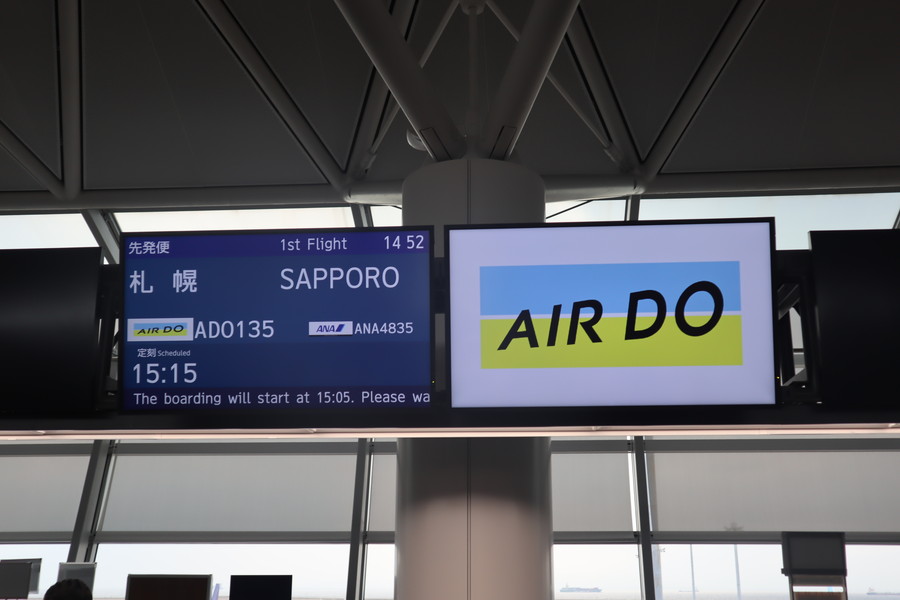 先発便 1st Flight 14 52
札幌 SAPPORO
AIR DO ADO135 ANA ANA4835
定刻 Scheduled
15:15
The boarding will start at 15:05. Please wa
AIR DO